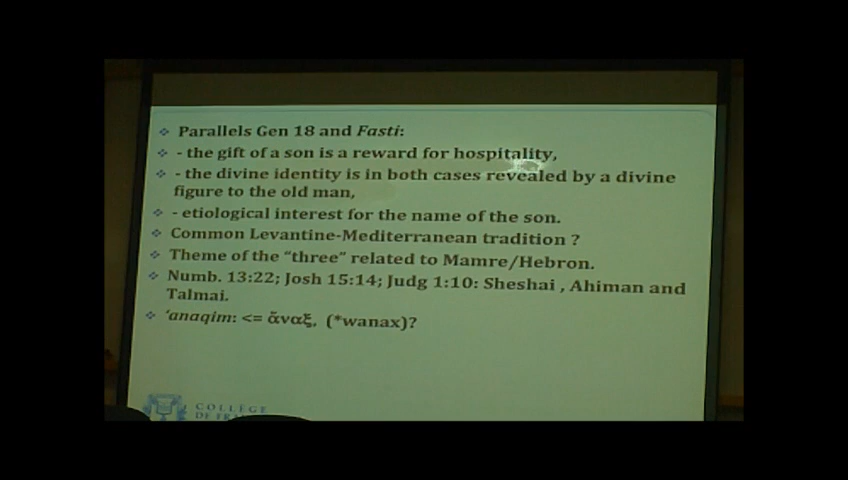 Parallels Gen 18 and Fasti:
- the gift of a son is a reward for hospitality,
- the divine identity is in both cases revealed by a divine
figure to the old man,
- etiological interest for the name of the son.
Common Levantine-Mediterranean tradition ?
Theme of the “three” related to Mamre/Hebron.
Numb. 13:22; Josh 15:14; Judg 1:10: Sheshai , Ahiman and
Talmai.
‘anaqim: <= ἄναξ, (*wanax)?
COLLÈGE
DE